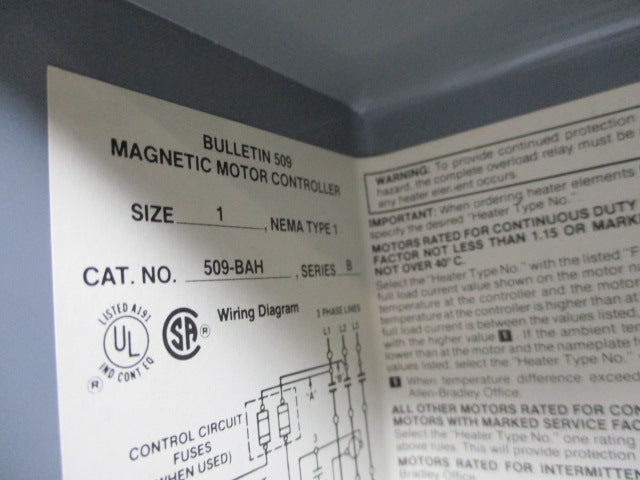 BULLETIN 509
MAGNETIC MOTOR CONTROLLER
SIZE 1 , NEMA TYPE 1
CAT. NO. 509-BAH , SERIES B
LISTED A191
UL
®
IND CONT EQ
SA ®
Wiring Diagram
3 PHASE LINES
L1 L2 L3
"A"
CONTROL CIRCUIT
FUSES
(WHEN USED)
3
WARNING: To provide continued protection
hazard, the complete overload relay must be
any heater element occurs.
IMPORTANT: When ordering heater elements
specify the desired "Heater Type No."
MOTORS RATED FOR CONTINUOUS DUTY
FACTOR NOT LESS THAN 1.15 OR MARK
NOT OVER 40°C.
Select the "Heater Type No." with the listed "F
full load current value shown on the motor
temperature at the controller and the motor
temperature at the controller is higher than
full load current is between the values listed
with the higher value 1 If the ambient te
lower than at the motor and the nameplate f
values listed, select the "Heater Type No."
1 When temperature difference exceed
Allen-Bradley Office.
ALL OTHER MOTORS RATED FOR CON
MOTORS WITH MARKED SERVICE FAC
Select the "Heater Type No." one rating
above rules. This will provide protection
MOTORS RATED FOR INTERMITTEN
Bradley Office.